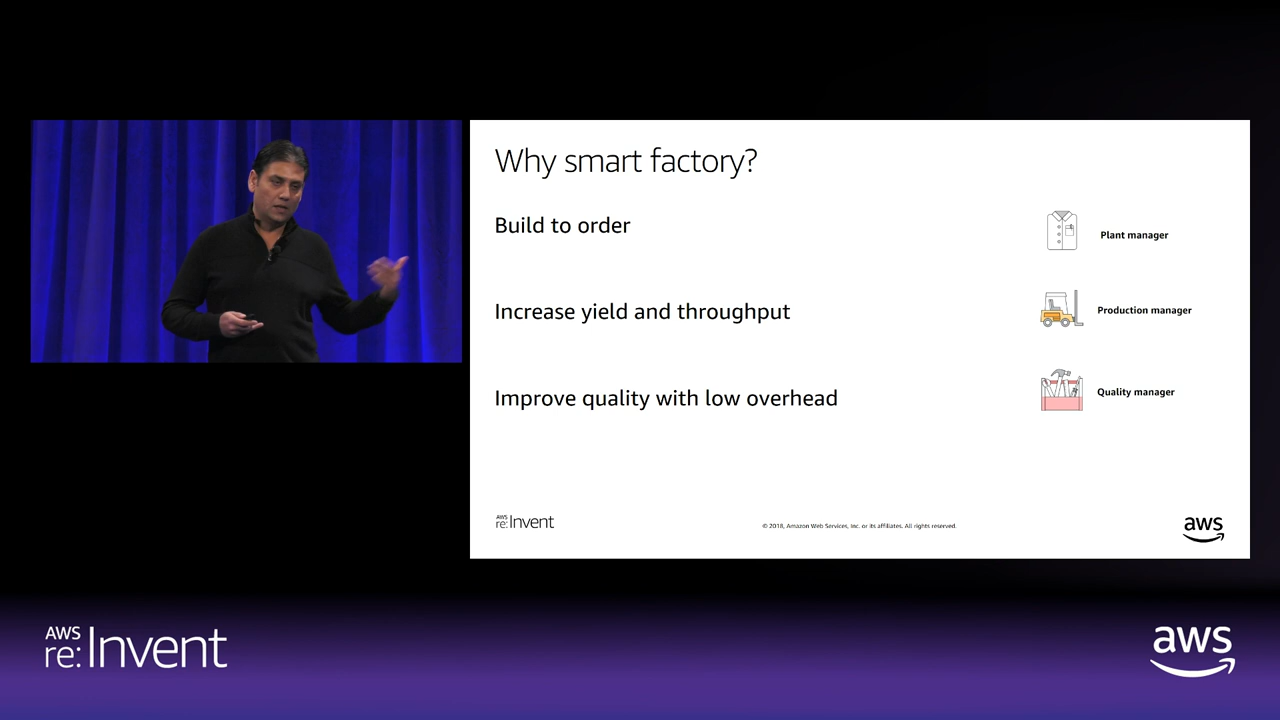 Why smart factory?
Build to order
Plant manager
Increase yield and throughput
Production manager
Improve quality with low overhead
Quality manager
AWS
re:Invent
© 2018, Amazon Web Services, Inc. or its affiliates. All rights reserved.
aws
AWS
re:Invent
aws